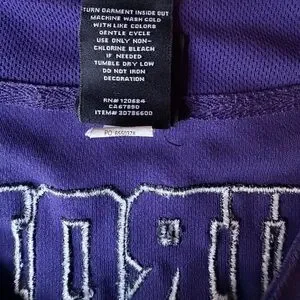 TURN GARMENT INSIDE OUT
MACHINE WASH COLD
WITH LIKE COLORS
GENTLE CYCLE
USE ONLY NON-
CHLORINE BLEACH
IF NEEDED
TUMBLE DRY LOW
DO NOT IRON
DECORATION
RN# 120684
CA67890
ITEM# 30786600
PO